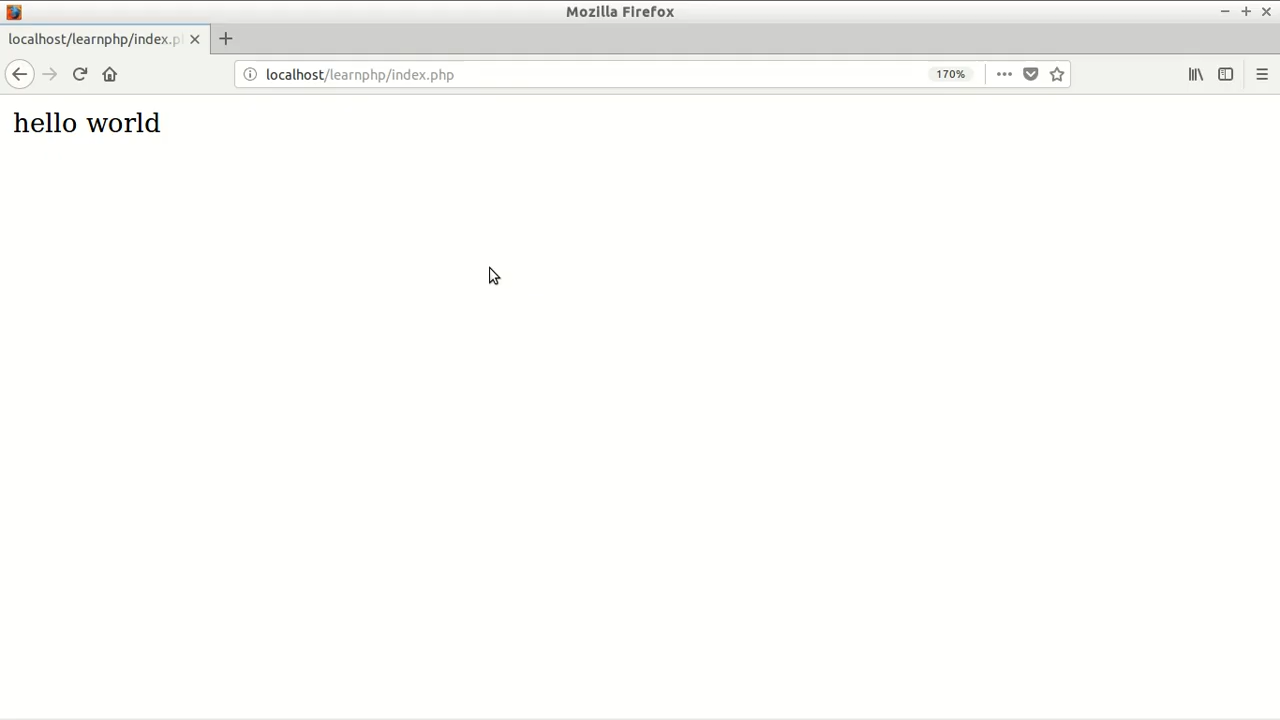 Mozilla Firefox
localhost/learnphp/index.p
localhost/learnphp/index.php
170%
hello world